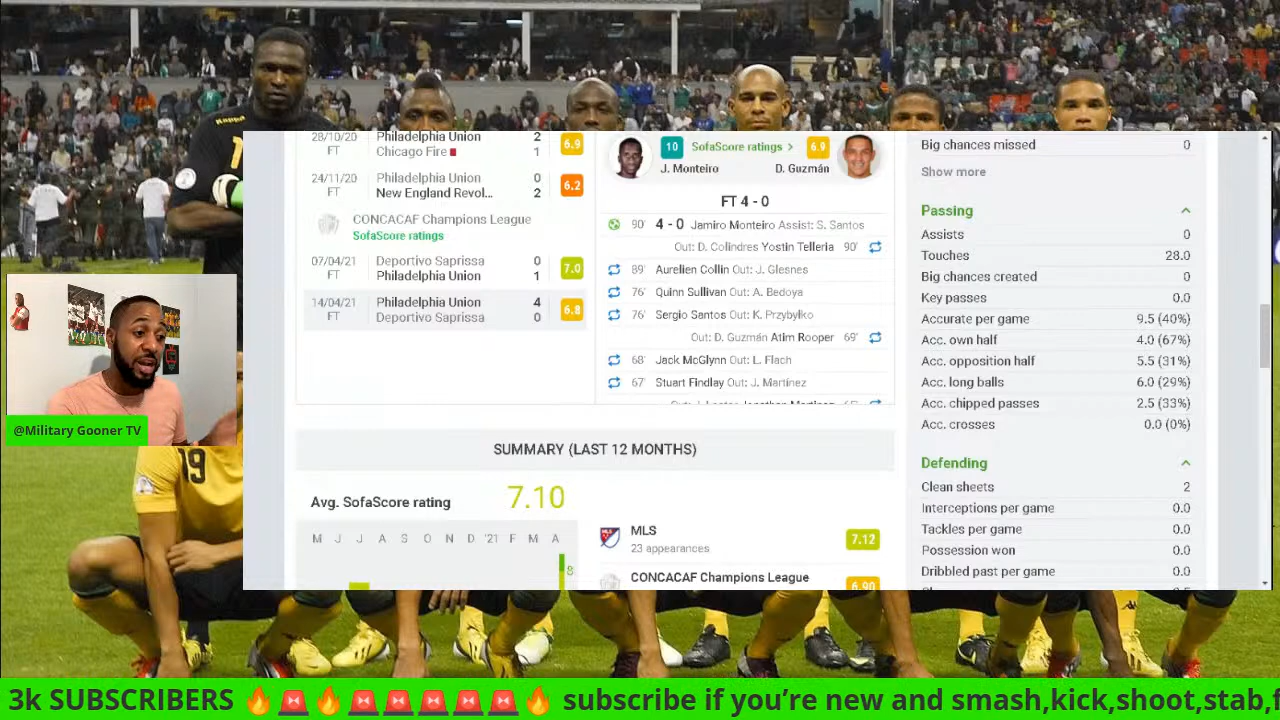 28/10/20 Philadelphia Union 2 6.9
FT Chicago Fire 1
24/11/20 Philadelphia Union 0 6.2
FT New England Revol... 2
CONCACAF Champions League
SofaScore ratings
07/04/21 Deportivo Saprissa 0 7.0
FT Philadelphia Union 1
14/04/21 Philadelphia Union 4 6.8
FT Deportivo Saprissa 0
10 SofaScore ratings > 6.9
J. Monteiro D. Guzmán
FT 4 - 0
90' 4 - 0 Jamiro Monteiro Assist: S. Santos
Out: D. Colindres Yostin Telleria 90'
89' Aurelien Collin Out: J. Glesnes
76' Quinn Sullivan Out: A. Bedoya
76' Sergio Santos Out: K. Przybyłko
Out: D. Guzmán Atim Rooper 69'
68' Jack McGlynn Out: L. Flach
67' Stuart Findlay Out: J. Martínez
SUMMARY (LAST 12 MONTHS)
Avg. SofaScore rating 7.10
M J J A S O N D '21 F M A
8
MLS 7.12
23 appearances
CONCACAF Champions League 6.90
Big chances missed 0
Show more
Passing
Assists 0
Touches 28.0
Big chances created 0
Key passes 0.0
Accurate per game 9.5 (40%)
Acc. own half 4.0 (67%)
Acc. opposition half 5.5 (31%)
Acc. long balls 6.0 (29%)
Acc. chipped passes 2.5 (33%)
Acc. crosses 0.0 (0%)
Defending
Clean sheets 2
Interceptions per game 0.0
Tackles per game 0.0
Possession won 0.0
Dribbled past per game 0.0
@Military Gooner TV
19
3k SUBSCRIBERS 🔥🚨🔥🚨🚨🚨🚨🚨🔥 subscribe if you’re new and smash,kick,shoot,stab,